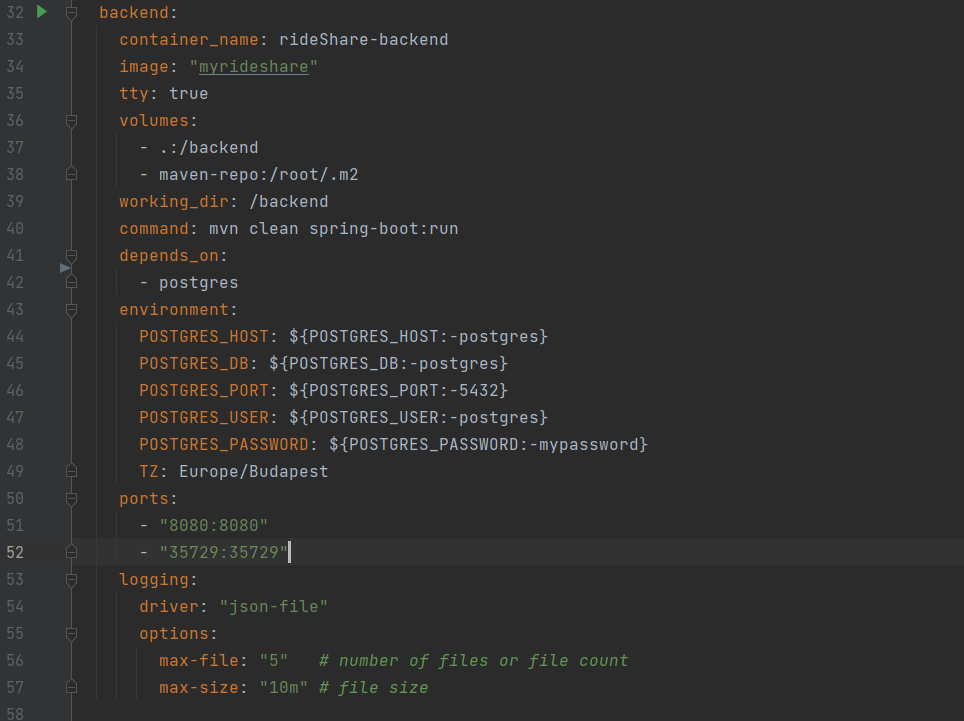 32 backend:
33 container_name: rideShare-backend
34 image: "myrideshare"
35 tty: true
36 volumes:
37 - .:/backend
38 - maven-repo:/root/.m2
39 working_dir: /backend
40 command: mvn clean spring-boot:run
41 depends_on:
42 - postgres
43 environment:
44 POSTGRES_HOST: ${POSTGRES_HOST:-postgres}
45 POSTGRES_DB: ${POSTGRES_DB:-postgres}
46 POSTGRES_PORT: ${POSTGRES_PORT:-5432}
47 POSTGRES_USER: ${POSTGRES_USER:-postgres}
48 POSTGRES_PASSWORD: ${POSTGRES_PASSWORD:-mypassword}
49 TZ: Europe/Budapest
50 ports:
51 - "8080:8080"
52 - "35729:35729"
53 logging:
54 driver: "json-file"
55 options:
56 max-file: "5"   # number of files or file count
57 max-size: "10m" # file size
58